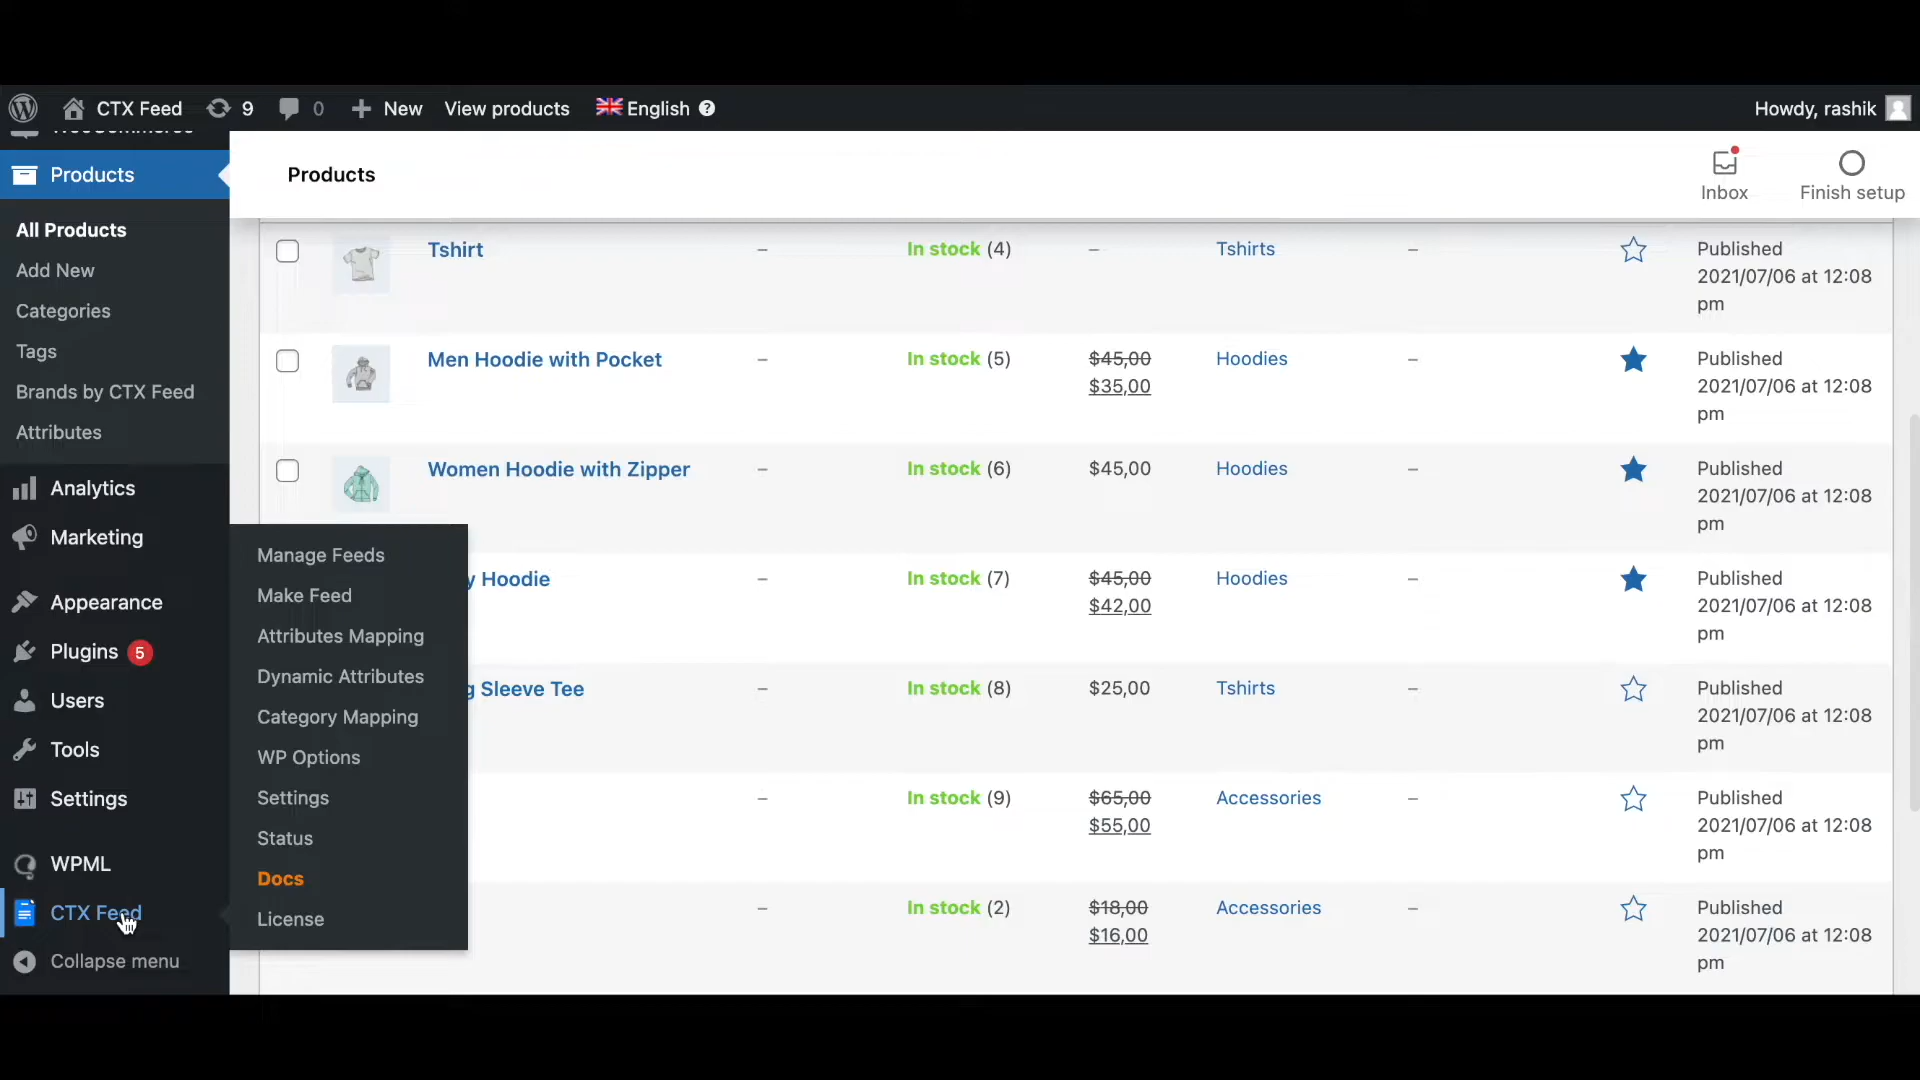 CTX Feed 9 0 New View products English ? Howdy, rashik
Products
Products
Inbox
Finish setup
All Products
Add New
Categories
Tags
Brands by CTX Feed
Attributes
Analytics
Marketing
Appearance
Plugins 5
Users
Tools
Settings
WPML
CTX Feed
Collapse menu
Manage Feeds
Make Feed
Attributes Mapping
Dynamic Attributes
Category Mapping
WP Options
Settings
Status
Docs
License
Tshirt – In stock (4) – Tshirts – Published
2021/07/06 at 12:08
pm
Men Hoodie with Pocket – In stock (5) $45,00 Hoodies – Published
$35,00 2021/07/06 at 12:08
pm
Women Hoodie with Zipper – In stock (6) $45,00 Hoodies – Published
2021/07/06 at 12:08
pm
y Hoodie – In stock (7) $45,00 Hoodies – Published
$42,00 2021/07/06 at 12:08
pm
g Sleeve Tee – In stock (8) $25,00 Tshirts – Published
2021/07/06 at 12:08
pm
– In stock (9) $65,00 Accessories – Published
$55,00 2021/07/06 at 12:08
pm
– In stock (2) $18,00 Accessories – Published
$16,00 2021/07/06 at 12:08
pm